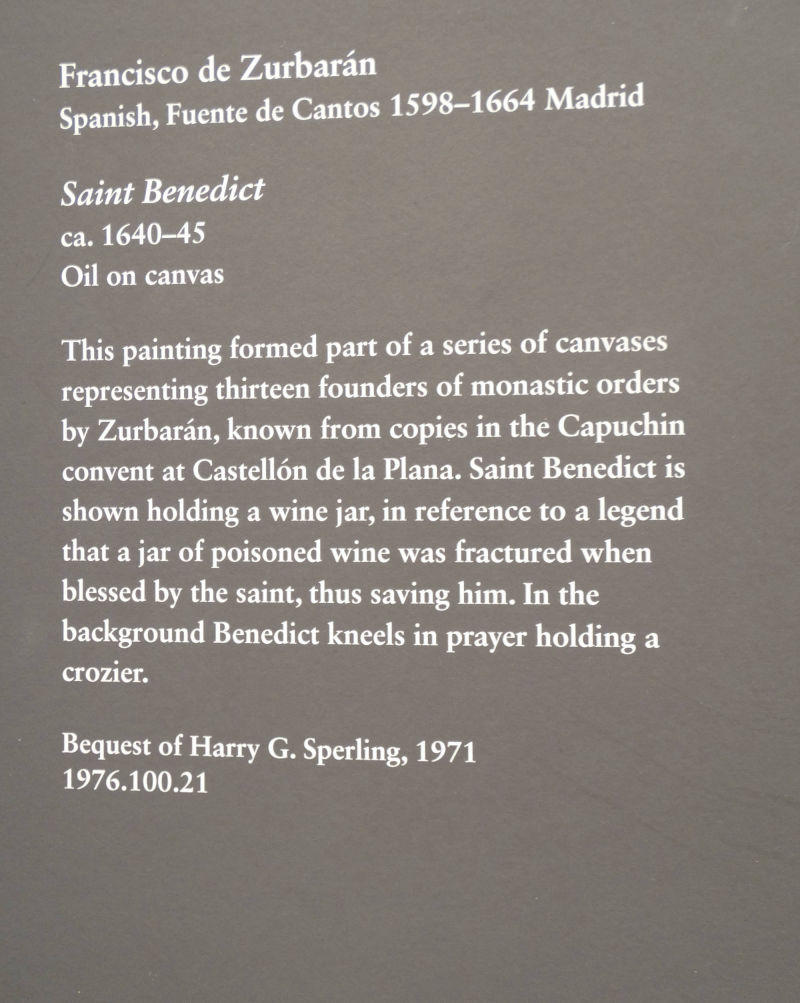 Francisco de Zurbarán
Spanish, Fuente de Cantos 1598–1664 Madrid
Saint Benedict
ca. 1640–45
Oil on canvas
This painting formed part of a series of canvases
representing thirteen founders of monastic orders
by Zurbarán, known from copies in the Capuchin
convent at Castellón de la Plana. Saint Benedict is
shown holding a wine jar, in reference to a legend
that a jar of poisoned wine was fractured when
blessed by the saint, thus saving him. In the
background Benedict kneels in prayer holding a
crozier.
Bequest of Harry G. Sperling, 1971
1976.100.21